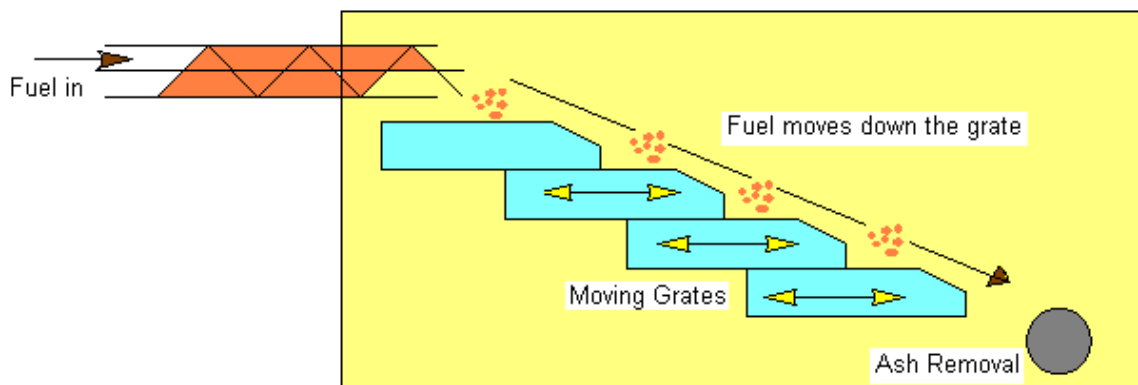 Fuel in
Fuel moves down the grate
Moving Grates
Ash Removal